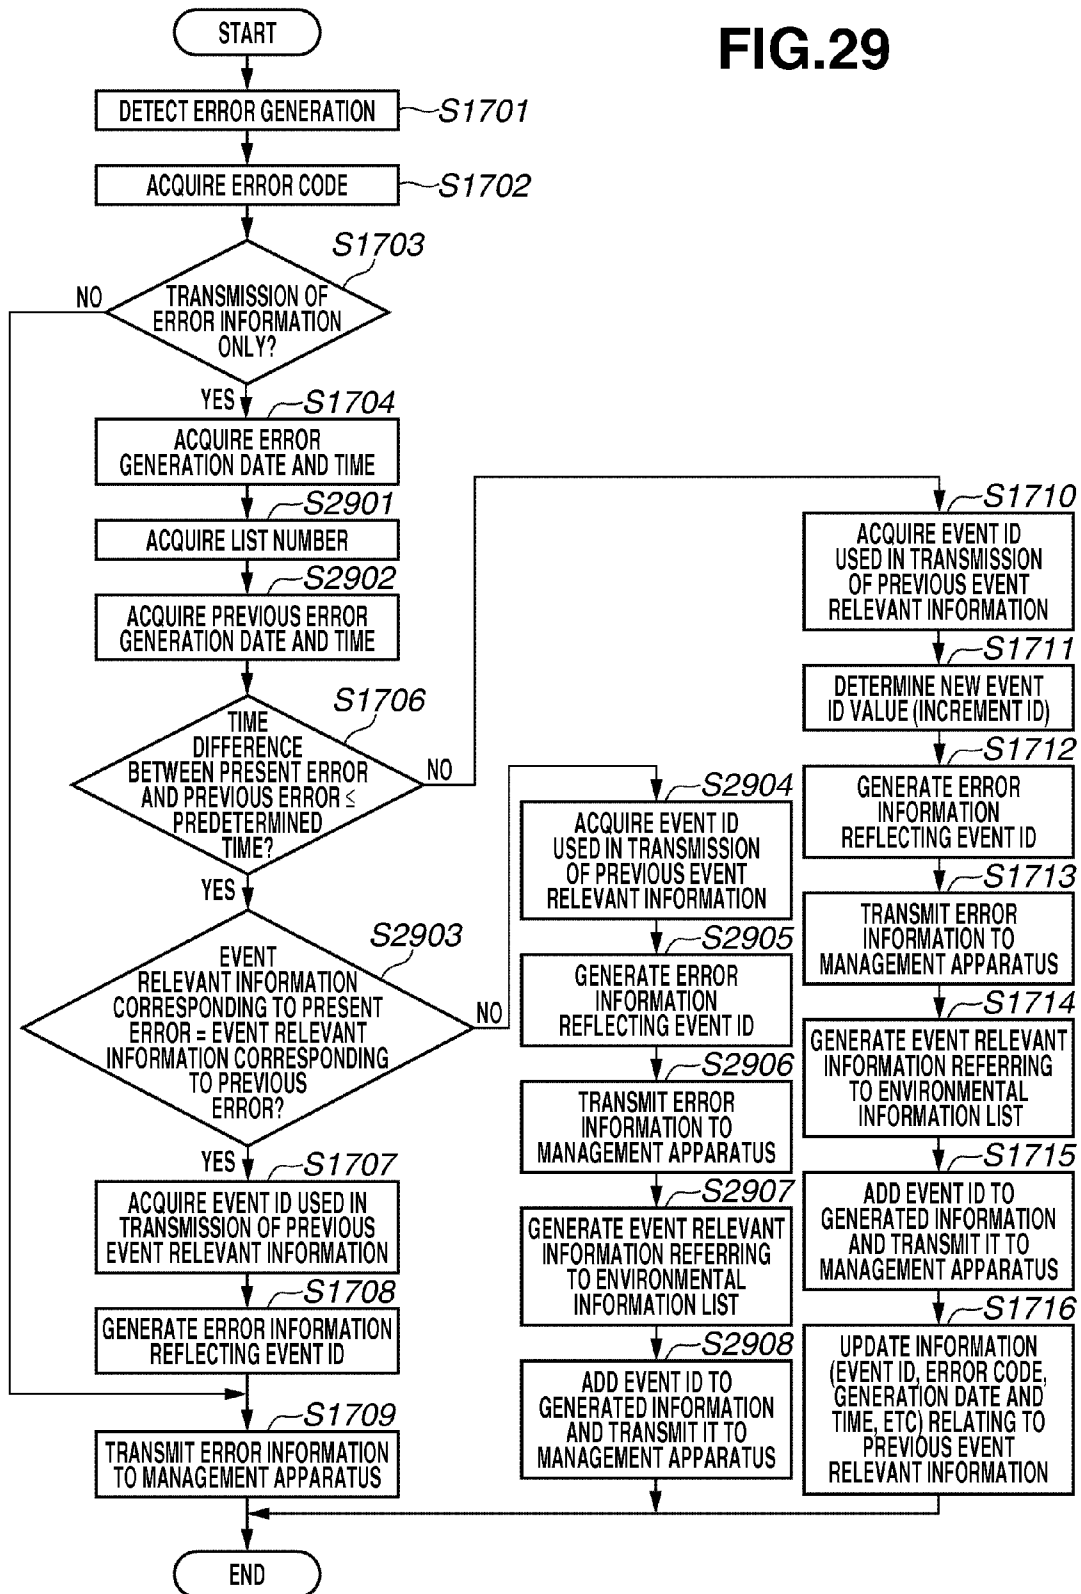 FIG.29
START
DETECT ERROR GENERATION
S1701
ACQUIRE ERROR CODE
S1702
S1703
NO
TRANSMISSION OF
ERROR INFORMATION
ONLY?
YES
S1704
ACQUIRE ERROR
GENERATION DATE AND TIME
S2901
ACQUIRE LIST NUMBER
S2902
ACQUIRE PREVIOUS ERROR
GENERATION DATE AND TIME
S1706
TIME
DIFFERENCE
BETWEEN PRESENT ERROR
AND PREVIOUS ERROR ≦
PREDETERMINED
TIME?
NO
YES
S2903
EVENT
RELEVANT INFORMATION
CORRESPONDING TO PRESENT
ERROR = EVENT RELEVANT
INFORMATION CORRESPONDING
TO PREVIOUS
ERROR?
NO
YES
S1707
ACQUIRE EVENT ID USED IN
TRANSMISSION OF PREVIOUS
EVENT RELEVANT INFORMATION
S1708
GENERATE ERROR INFORMATION
REFLECTING EVENT ID
S1709
TRANSMIT ERROR INFORMATION
TO MANAGEMENT APPARATUS
END
S2904
ACQUIRE EVENT ID
USED IN TRANSMISSION
OF PREVIOUS EVENT
RELEVANT INFORMATION
S2905
GENERATE ERROR
INFORMATION
REFLECTING EVENT ID
S2906
TRANSMIT ERROR
INFORMATION TO
MANAGEMENT APPARATUS
S2907
GENERATE EVENT RELEVANT
INFORMATION REFERRING
TO ENVIRONMENTAL
INFORMATION LIST
S2908
ADD EVENT ID TO
GENERATED INFORMATION
AND TRANSMIT IT TO
MANAGEMENT APPARATUS
S1710
ACQUIRE EVENT ID
USED IN TRANSMISSION
OF PREVIOUS EVENT
RELEVANT INFORMATION
S1711
DETERMINE NEW EVENT
ID VALUE (INCREMENT ID)
S1712
GENERATE ERROR
INFORMATION
REFLECTING EVENT ID
S1713
TRANSMIT ERROR
INFORMATION TO
MANAGEMENT APPARATUS
S1714
GENERATE EVENT RELEVANT
INFORMATION REFERRING
TO ENVIRONMENTAL
INFORMATION LIST
S1715
ADD EVENT ID TO
GENERATED INFORMATION
AND TRANSMIT IT TO
MANAGEMENT APPARATUS
S1716
UPDATE INFORMATION
(EVENT ID, ERROR CODE,
GENERATION DATE AND
TIME, ETC) RELATING TO
PREVIOUS EVENT
RELEVANT INFORMATION